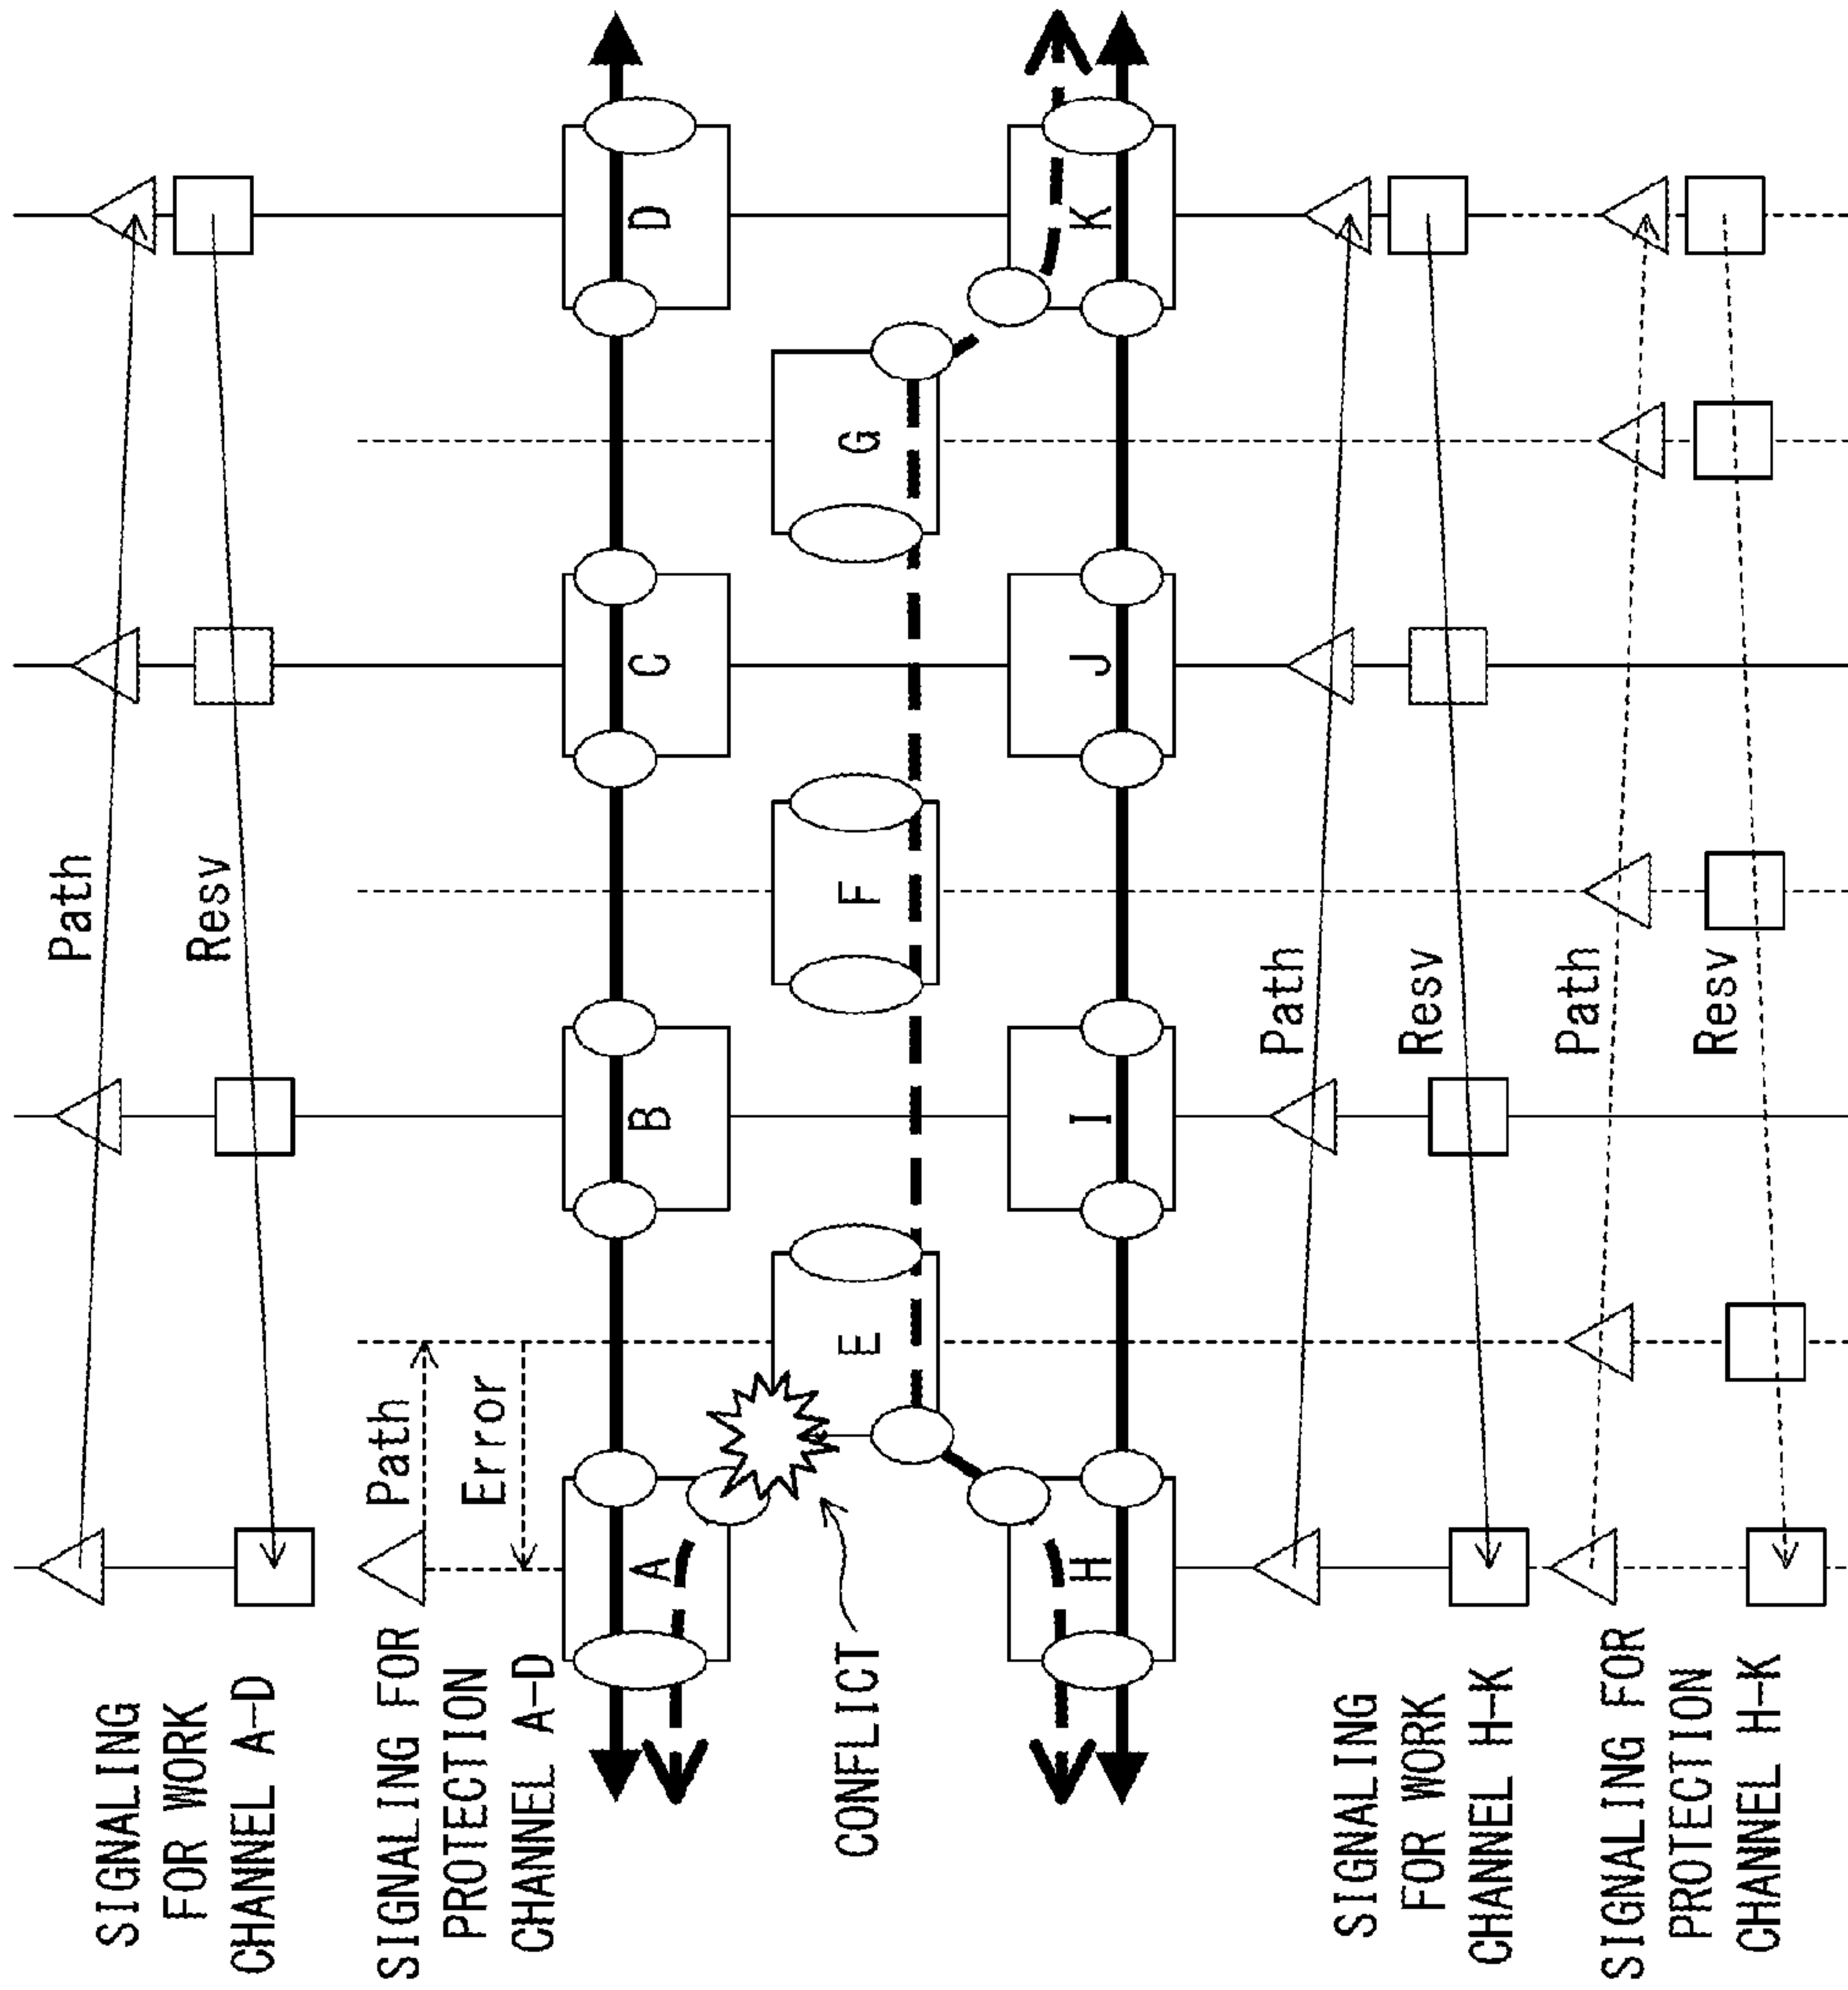 SIGNALING
FOR WORK
CHANNEL A-D
Path
Resv
SIGNALING FOR
PROTECTION
CHANNEL A-D
Path
Error
A
B
C
D
CONFLICT
E
F
G
H
I
J
K
SIGNALING
FOR WORK
CHANNEL H-K
Path
Resv
SIGNALING FOR
PROTECTION
CHANNEL H-K
Path
Resv